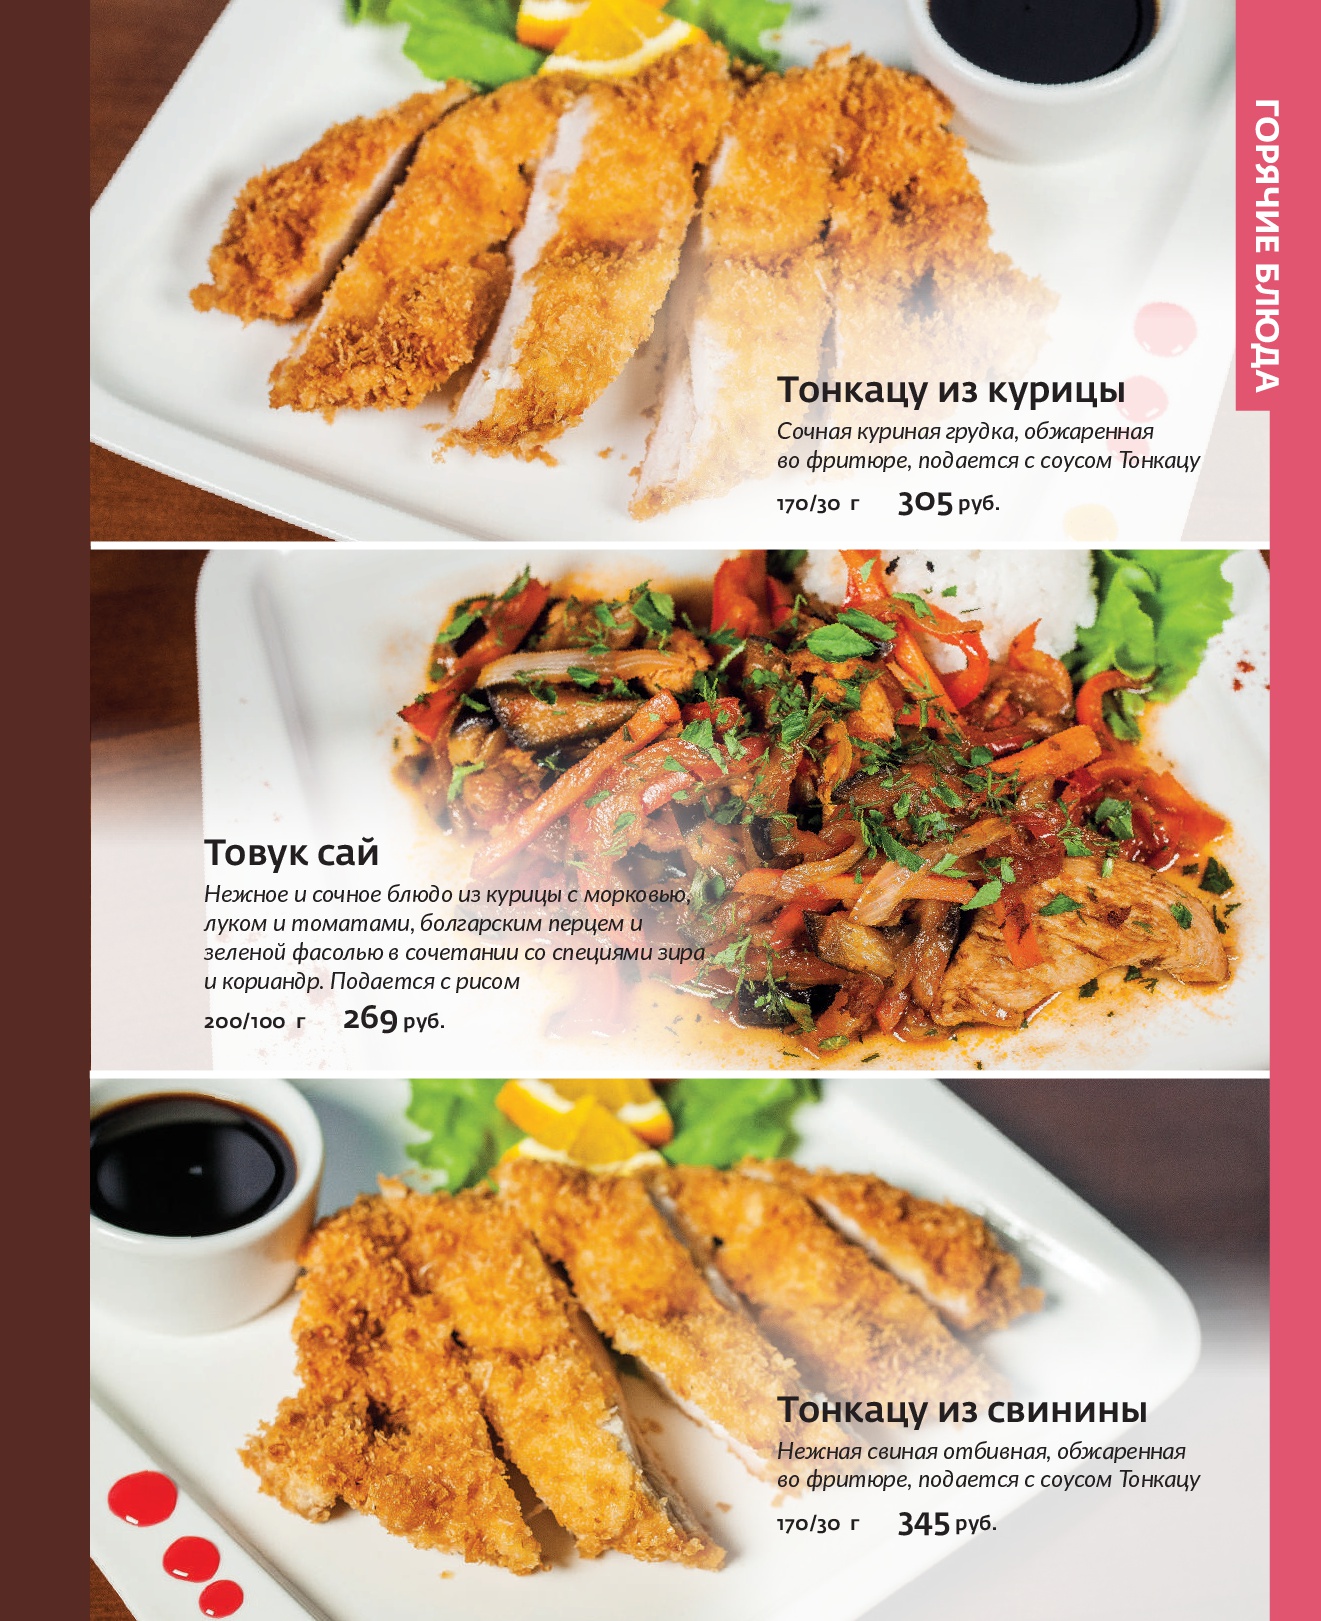 ГОРЯЧИЕ БЛЮДА
Тонкацу из курицы
Сочная куриная грудка, обжаренная
во фритюре, подается с соусом Тонкацу
170/30 г 305 руб.
Товук сай
Нежное и сочное блюдо из курицы с морковью,
луком и томатами, болгарским перцем и
зеленой фасолью в сочетании со специями зира
и кориандр. Подается с рисом
200/100 г 269 руб.
Тонкацу из свинины
Нежная свиная отбивная, обжаренная
во фритюре, подается с соусом Тонкацу
170/30 г 345 руб.